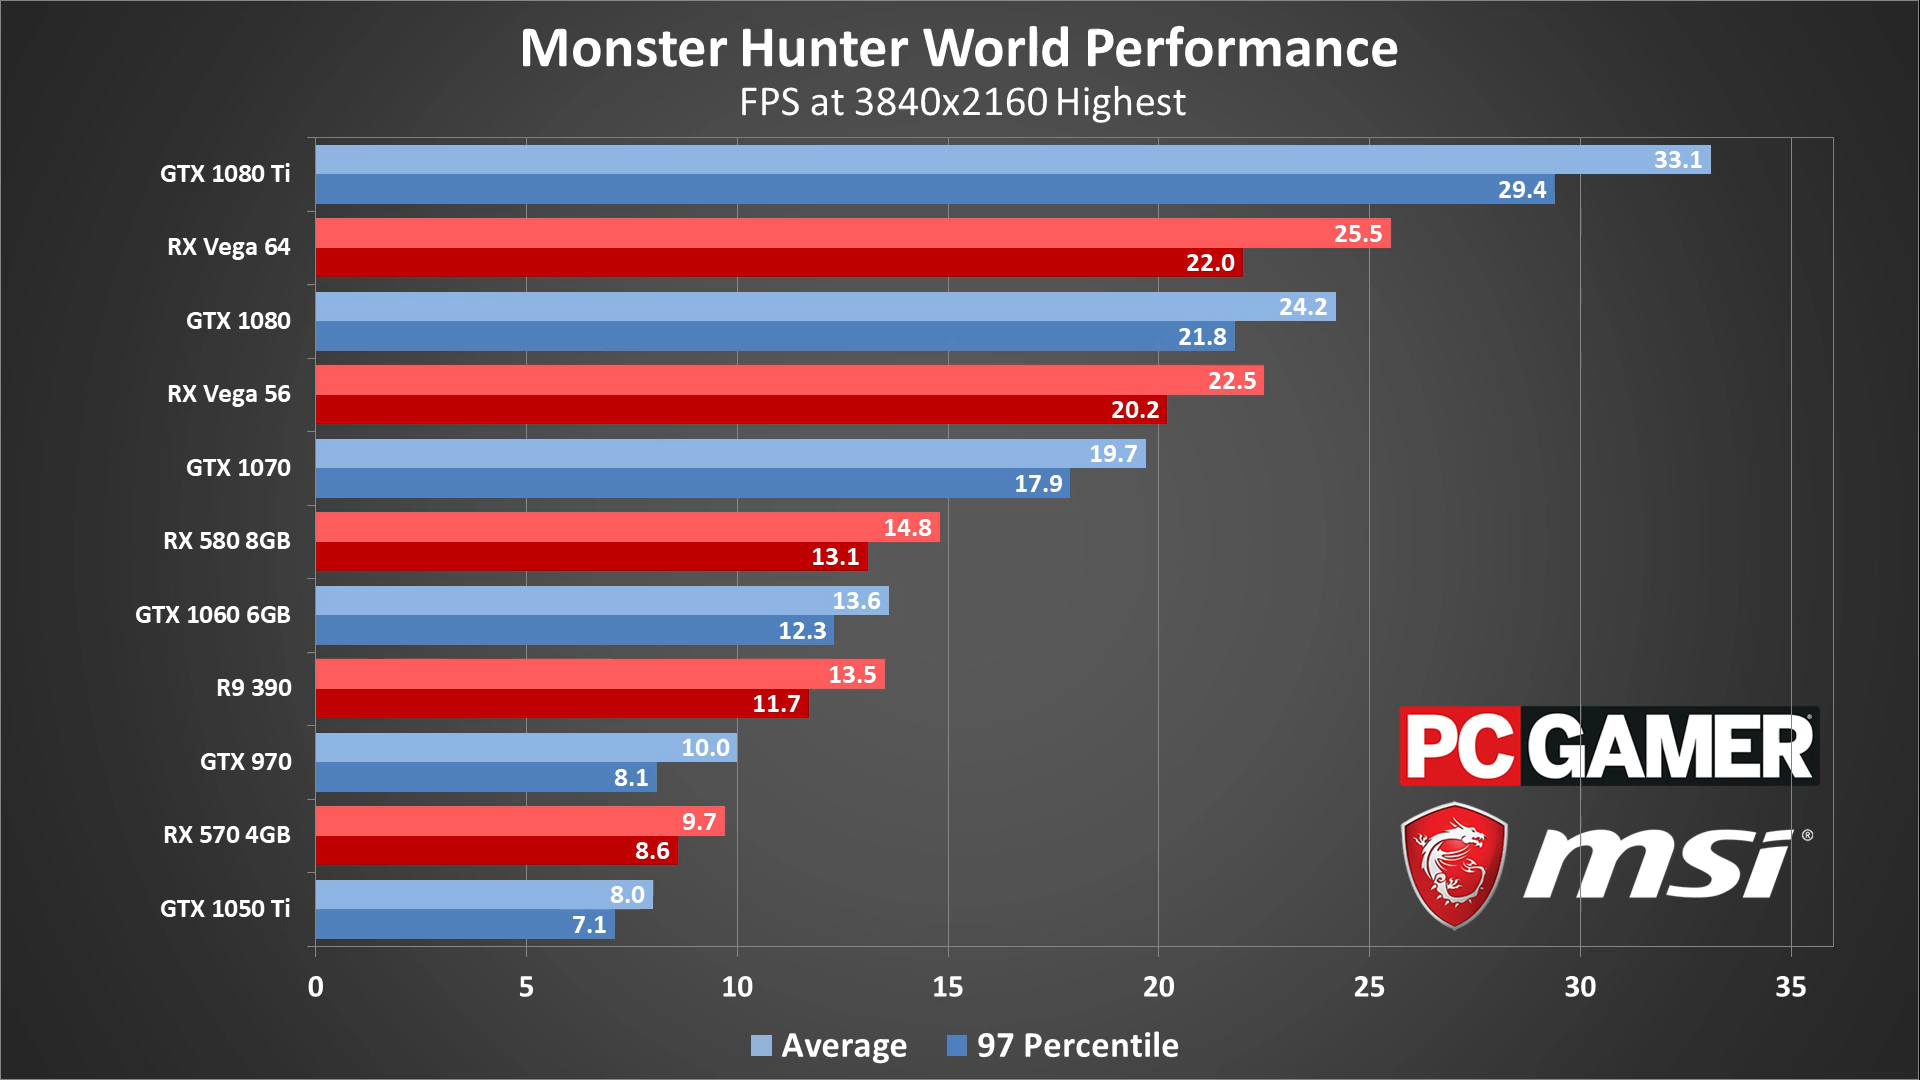 Monster Hunter World Performance
FPS at 3840x2160 Highest
GTX 1080 Ti
33.1
29.4
RX Vega 64
25.5
22.0
GTX 1080
24.2
21.8
RX Vega 56
22.5
20.2
GTX 1070
19.7
17.9
RX 580 8GB
14.8
13.1
GTX 1060 6GB
13.6
12.3
R9 390
13.5
11.7
GTX 970
10.0
8.1
RX 570 4GB
9.7
8.6
GTX 1050 Ti
8.0
7.1
PC GAMER®
msi®
0 5 10 15 20 25 30 35
Average 97 Percentile